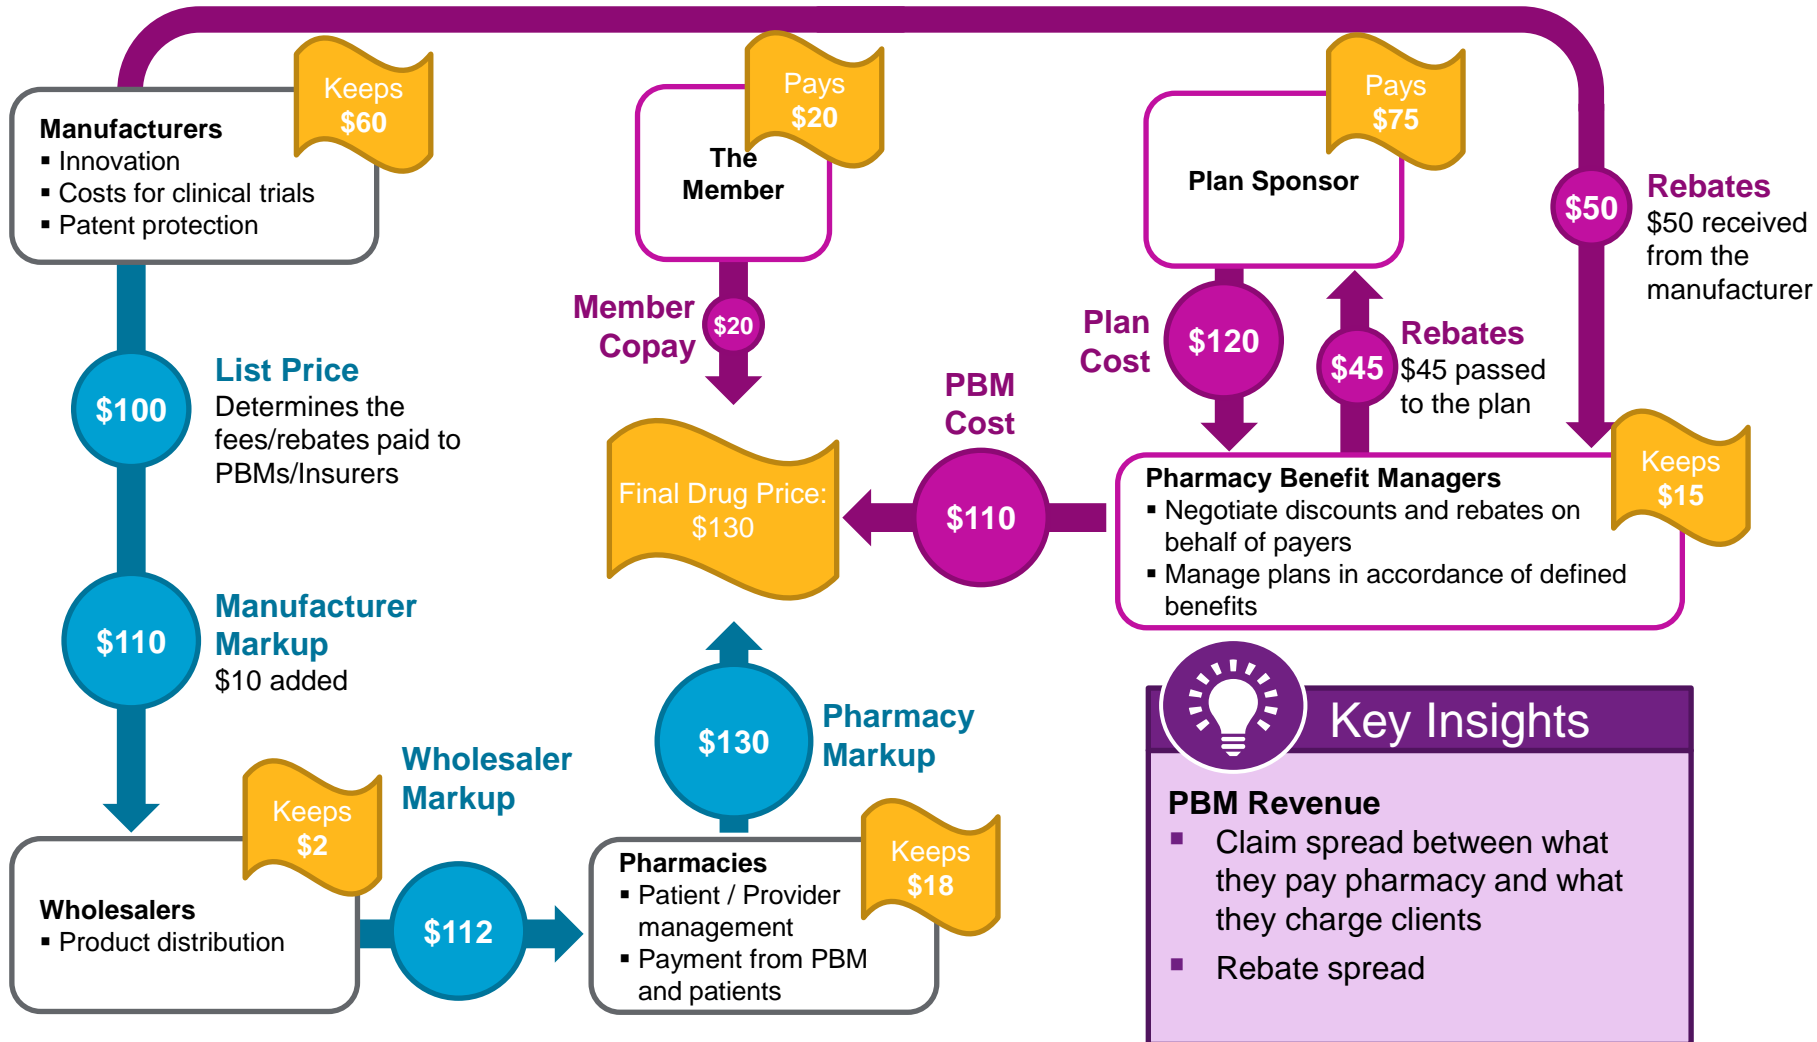 Keeps
$60
Manufacturers
▪ Innovation
▪ Costs for clinical trials
▪ Patent protection
Pays
$20
The
Member
Pays
$75
Plan Sponsor
$50
Rebates
$50 received
from the
manufacturer
Member
Copay
$20
Plan
Cost
$120
$45
Rebates
$45 passed
to the plan
$100
List Price
Determines the
fees/rebates paid to
PBMs/Insurers
PBM
Cost
Final Drug Price:
$130
$110
Keeps
$15
Pharmacy Benefit Managers
▪ Negotiate discounts and rebates on
behalf of payers
▪ Manage plans in accordance of defined
benefits
$110
Manufacturer
Markup
$10 added
$130
Pharmacy
Markup
Wholesaler
Markup
Keeps
$2
Wholesalers
▪ Product distribution
$112
Keeps
$18
Pharmacies
▪ Patient / Provider
management
▪ Payment from PBM
and patients
Key Insights
PBM Revenue
▪ Claim spread between what
they pay pharmacy and what
they charge clients
▪ Rebate spread